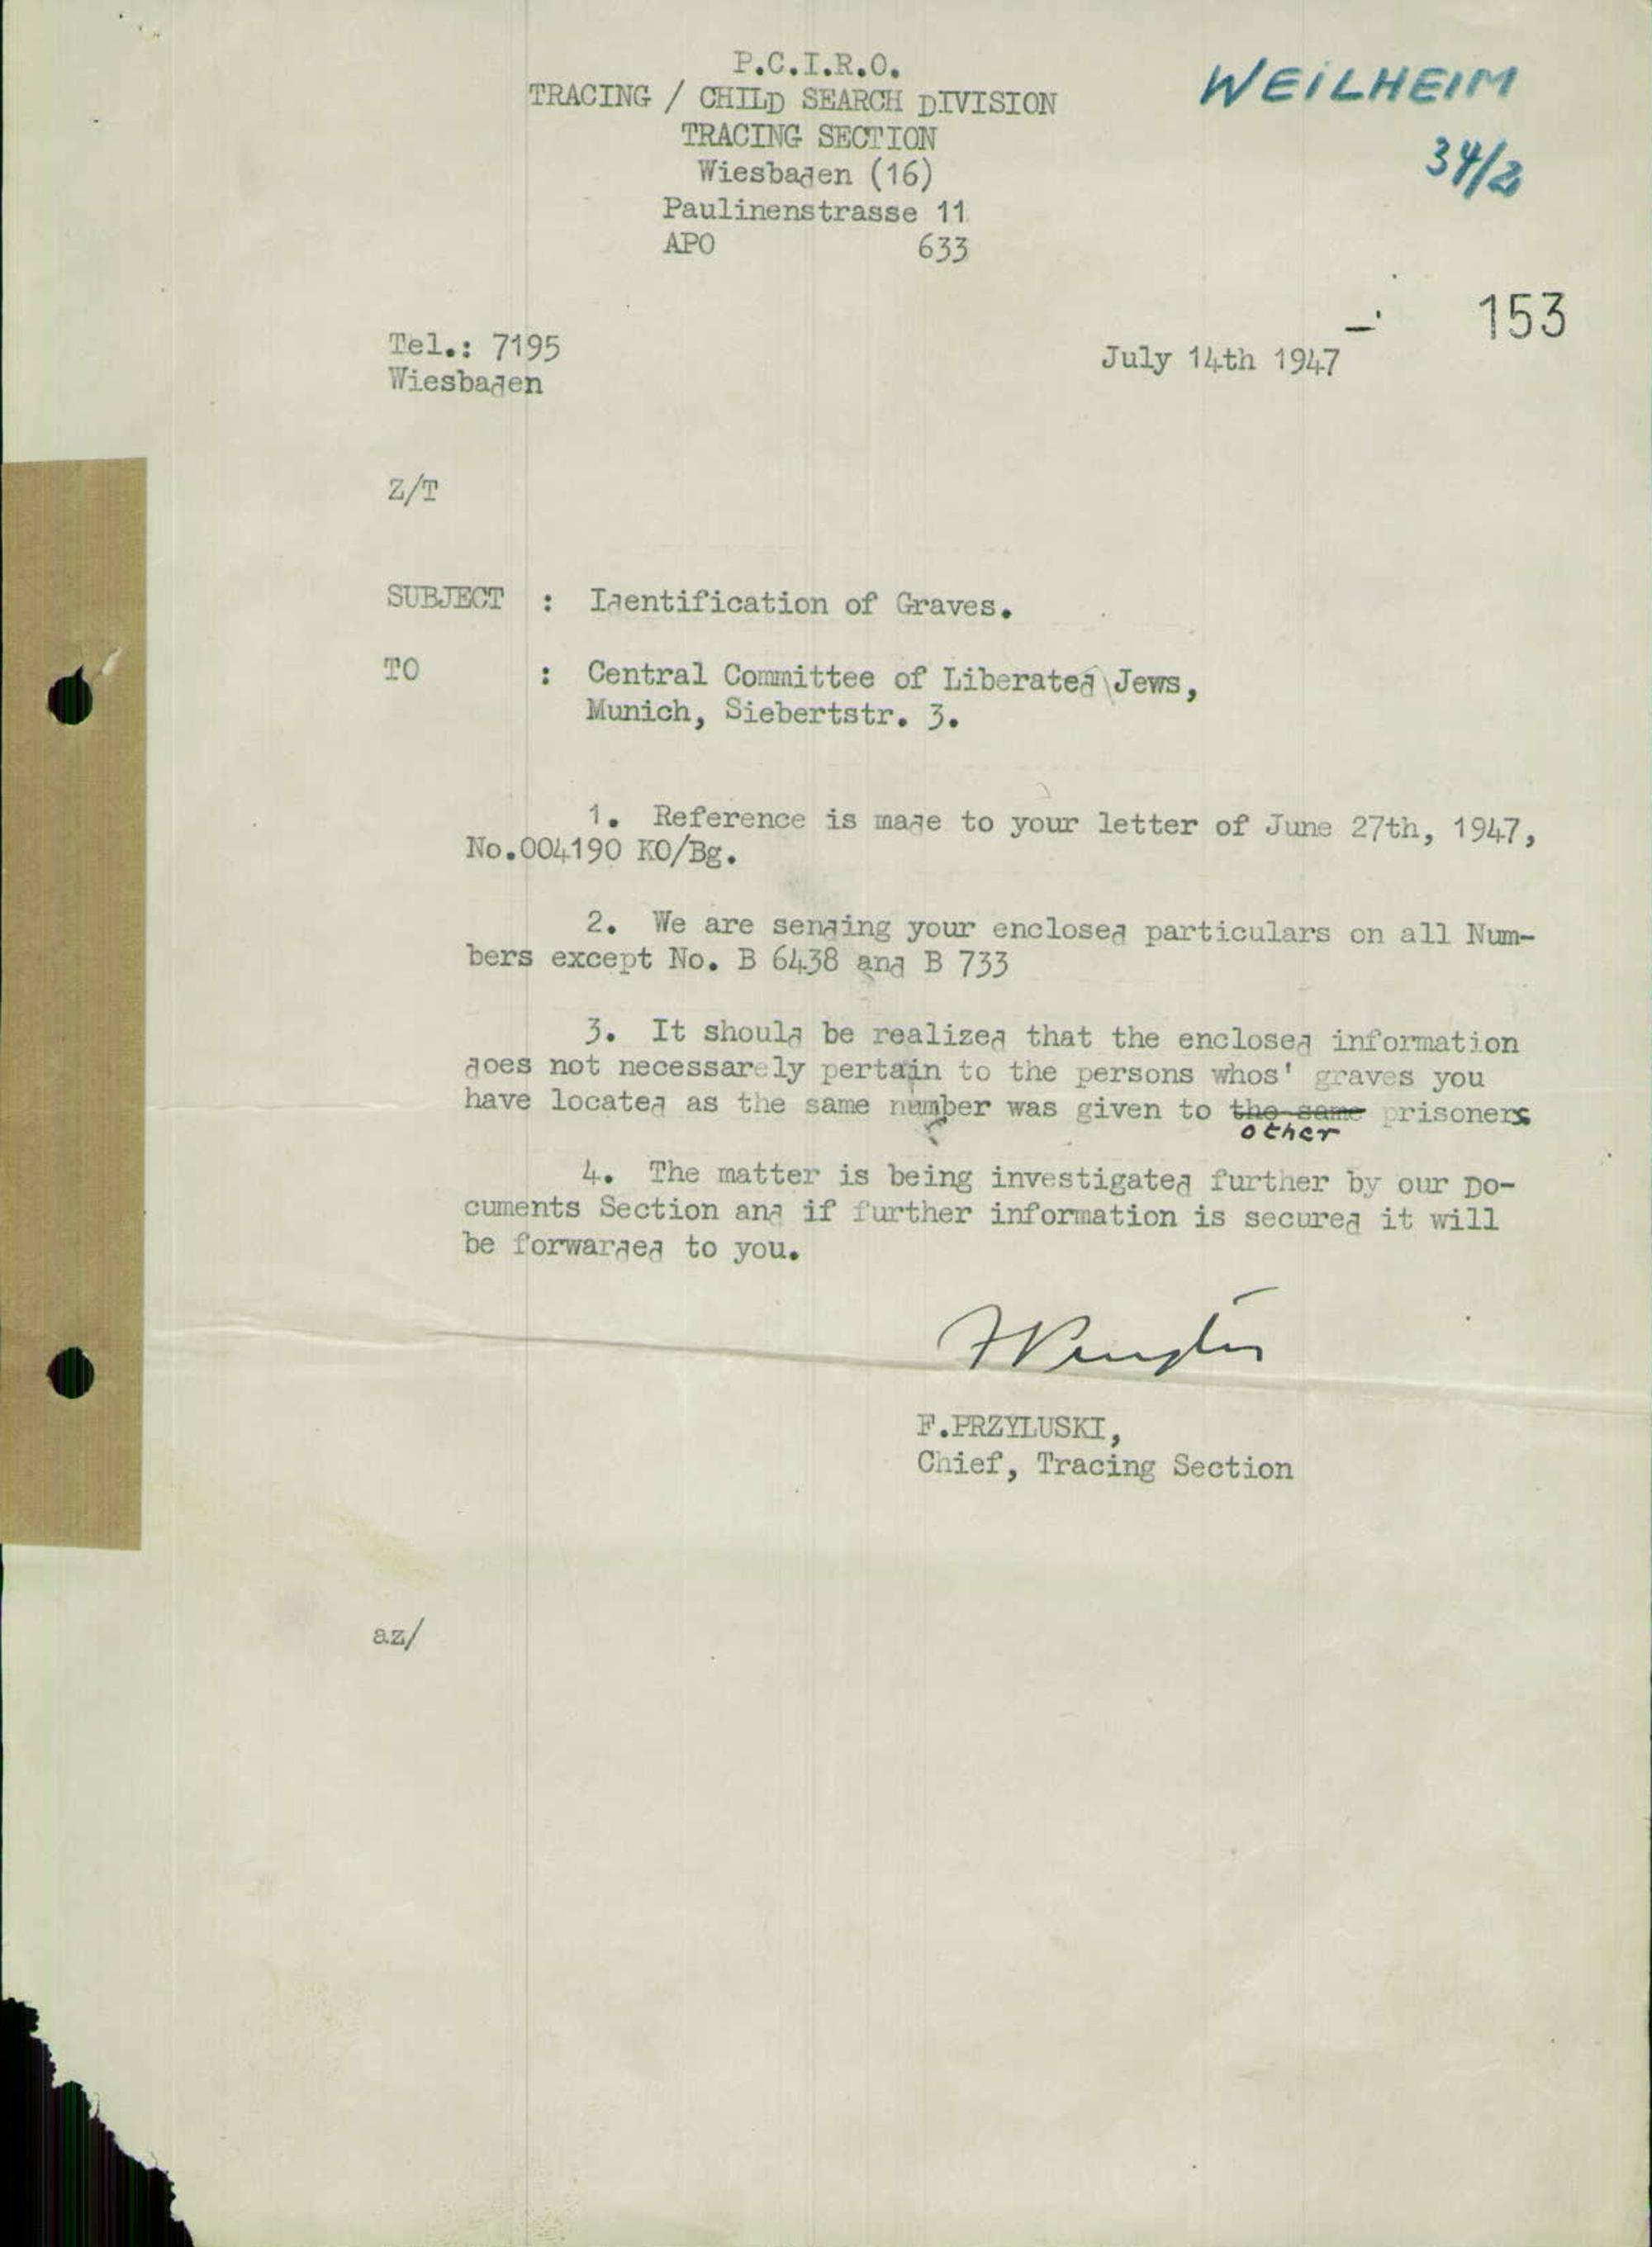 P.C.I.R.O.
TRACING / CHILD SEARCH DIVISION
TRACING SECTION
Wiesbaden (16)
Paulinenstrasse 11
APO 633
WEILHEIM
34/2
153
Tel.: 7195
Wiesbaden
July 14th 1947
Z/T
SUBJECT : Identification of Graves.
TO : Central Committee of Liberated Jews,
Munich, Siebertstr. 3.
1. Reference is made to your letter of June 27th, 1947,
No.004190 KO/Bg.
2. We are sending your enclosed particulars on all Num-
bers except No. B 6438 and B 733
3. It should be realized that the enclosed information
does not necessarely pertain to the persons whos' graves you
have located as the same number was given to the same prisoners
other
4. The matter is being investigated further by our Do-
cuments Section and if further information is secured it will
be forwarded to you.
F.PRZYLUSKI,
Chief, Tracing Section
az/